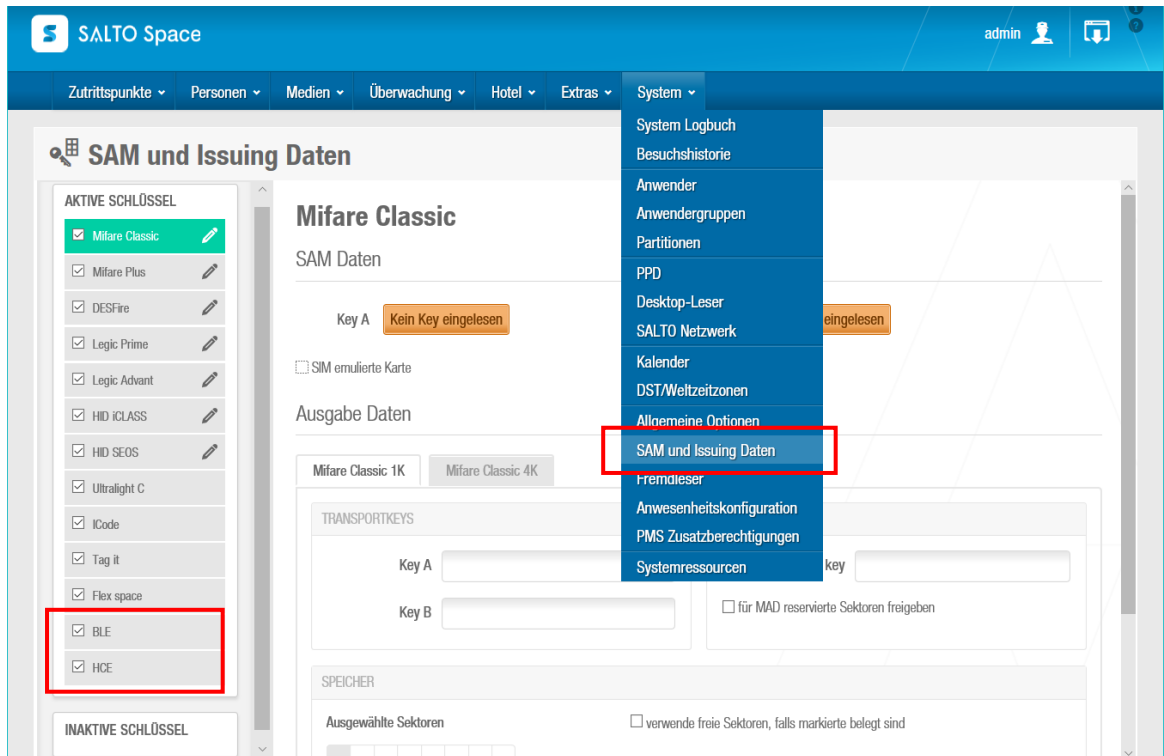 SALTO Space
admin
Zutrittspunkte
Personen
Medien
Überwachung
Hotel
Extras
System
System Logbuch
Besuchshistorie
Anwender
Anwendergruppen
Partitionen
PPD
Desktop-Leser
SALTO Netzwerk
Kalender
DST/Weltzeitzonen
Allgemeine Optionen
SAM und Issuing Daten
Fremdleser
Anwesenheitskonfiguration
PMS Zusatzberechtigungen
Systemressourcen
SAM und Issuing Daten
AKTIVE SCHLÜSSEL
Mifare Classic
Mifare Plus
DESFire
Legic Prime
Legic Advant
HID iCLASS
HID SEOS
Ultralight C
ICode
Tag it
Flex space
BLE
HCE
INAKTIVE SCHLÜSSEL
Mifare Classic
SAM Daten
Key A Kein Key eingelesen
eingelesen
SIM emulierte Karte
Ausgabe Daten
Mifare Classic 1K
Mifare Classic 4K
TRANSPORTKEYS
Key A
Key B
key
für MAD reservierte Sektoren freigeben
SPEICHER
Ausgewählte Sektoren
verwende freie Sektoren, falls markierte belegt sind